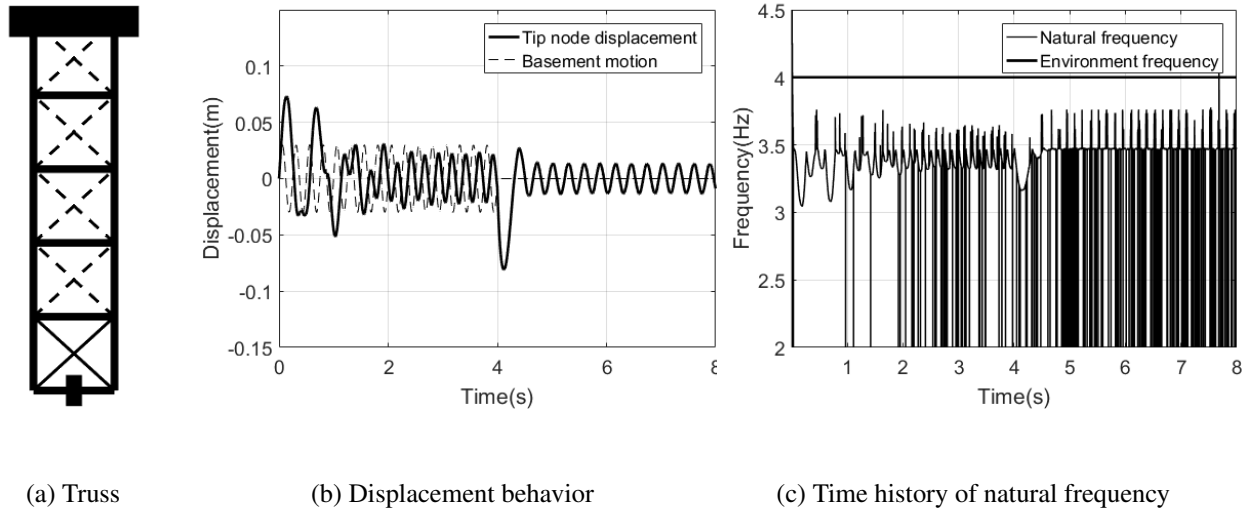 Tip node displacement
Basement motion
0.1
0.05
0
-0.05
-0.1
-0.15
Displacement(m)
0
2
4
6
8
Time(s)
Natural frequency
Environment frequency
4.5
4
3.5
3
2.5
2
Frequency(Hz)
1
2
3
4
5
6
7
8
Time(s)
(a) Truss
(b) Displacement behavior
(c) Time history of natural frequency